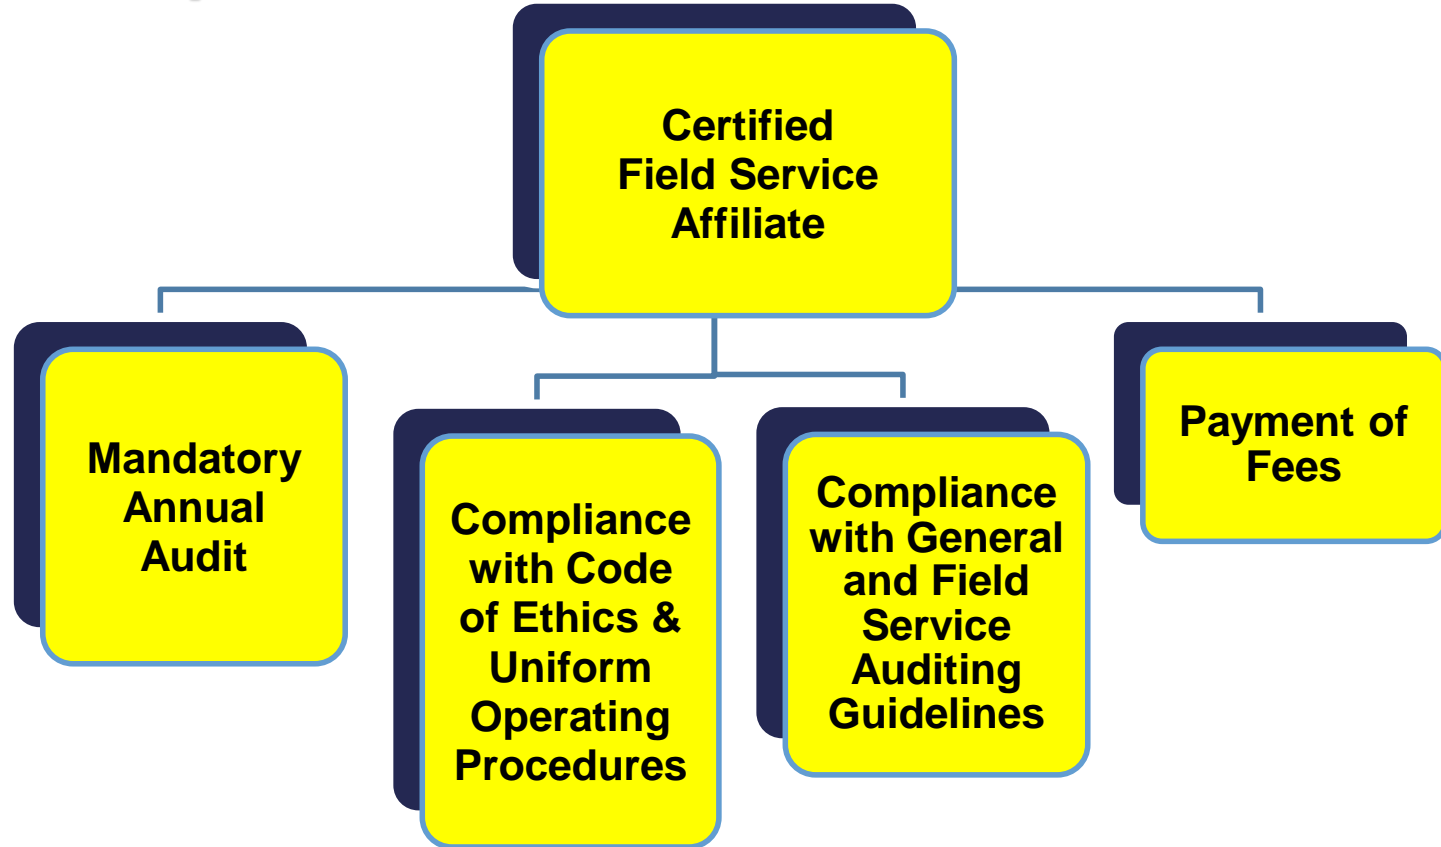 Certified
Field Service
Affiliate
Mandatory
Annual
Audit
Compliance
with Code
of Ethics &
Uniform
Operating
Procedures
Compliance
with General
and Field
Service
Auditing
Guidelines
Payment of
Fees